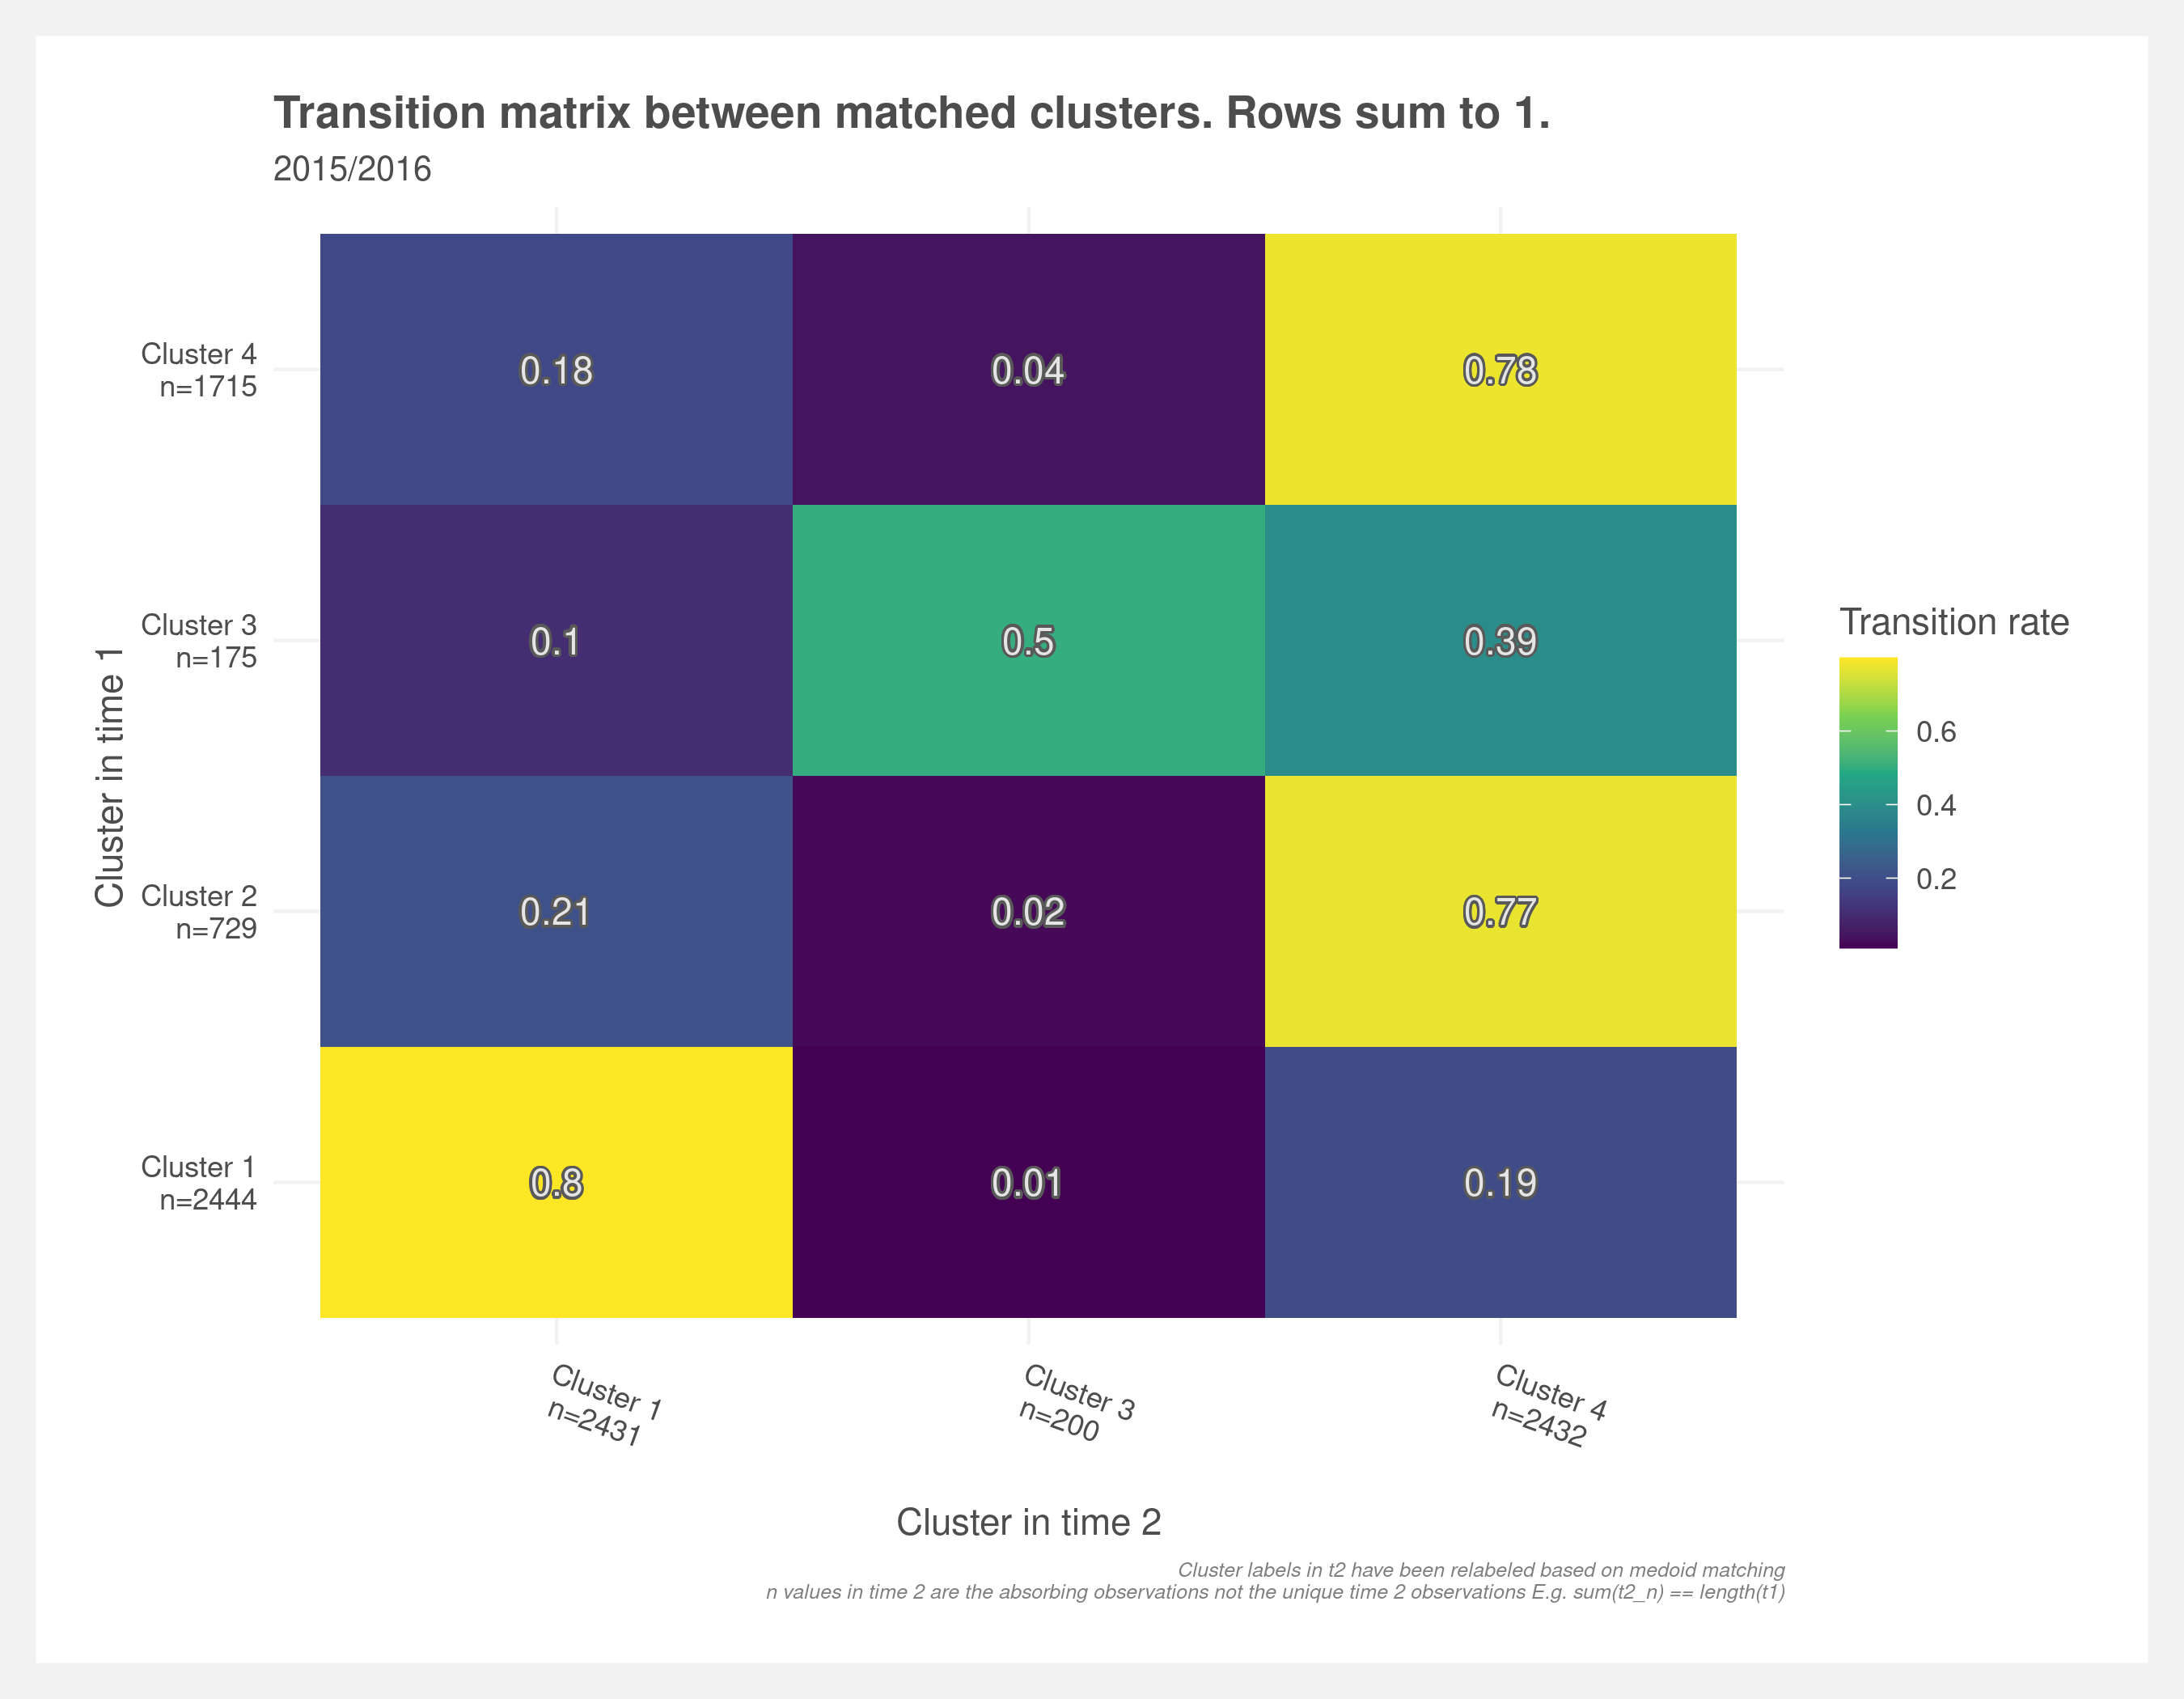 Transition matrix between matched clusters. Rows sum to 1.
2015/2016
Cluster in time 1
Cluster 4
n=1715
0.18
0.04
0.78
Cluster 3
n=175
0.1
0.5
0.39
Cluster 2
n=729
0.21
0.02
0.77
Cluster 1
n=2444
0.8
0.01
0.19
Transition rate
0.6
0.4
0.2
Cluster 1
n=2431
Cluster 3
n=200
Cluster 4
n=2432
Cluster in time 2
Cluster labels in t2 have been relabeled based on medoid matching
n values in time 2 are the absorbing observations not the unique time 2 observations E.g. sum(t2_n) == length(t1)